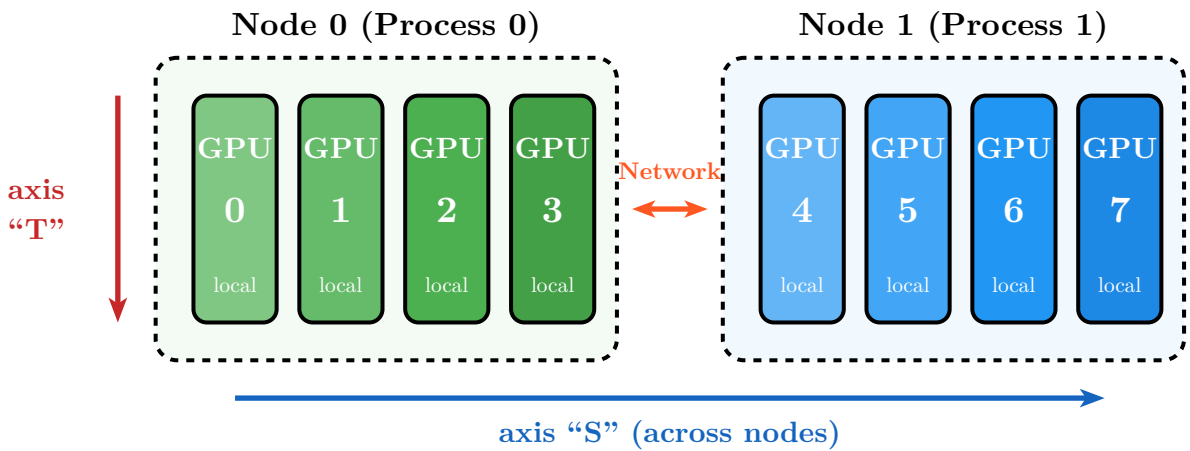 Node 0 (Process 0)
Node 1 (Process 1)
axis
“T”
GPU
0
local
GPU
1
local
GPU
2
local
GPU
3
local
Network
GPU
4
local
GPU
5
local
GPU
6
local
GPU
7
local
axis “S” (across nodes)